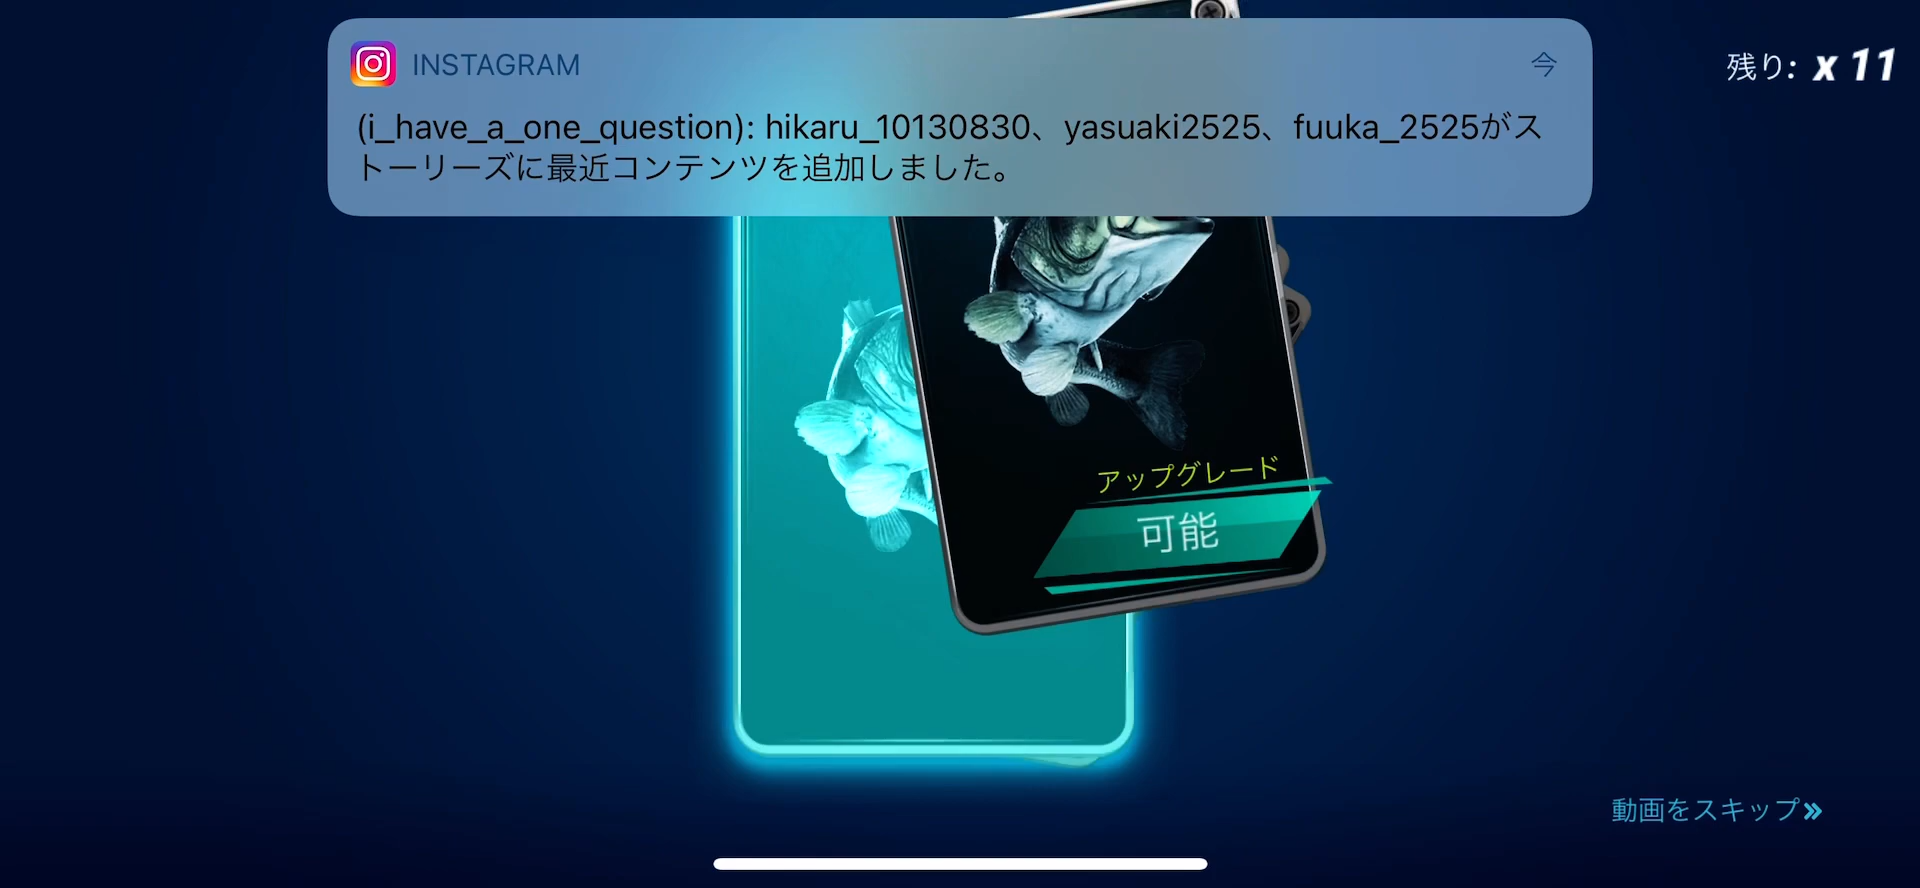 INSTAGRAM
今
(i_have_a_one_question): hikaru_10130830、yasuaki2525、fuuka_2525がス
トーリーズに最近コンテンツを追加しました。
残り: x 11
アップグレード
可能
動画をスキップ»